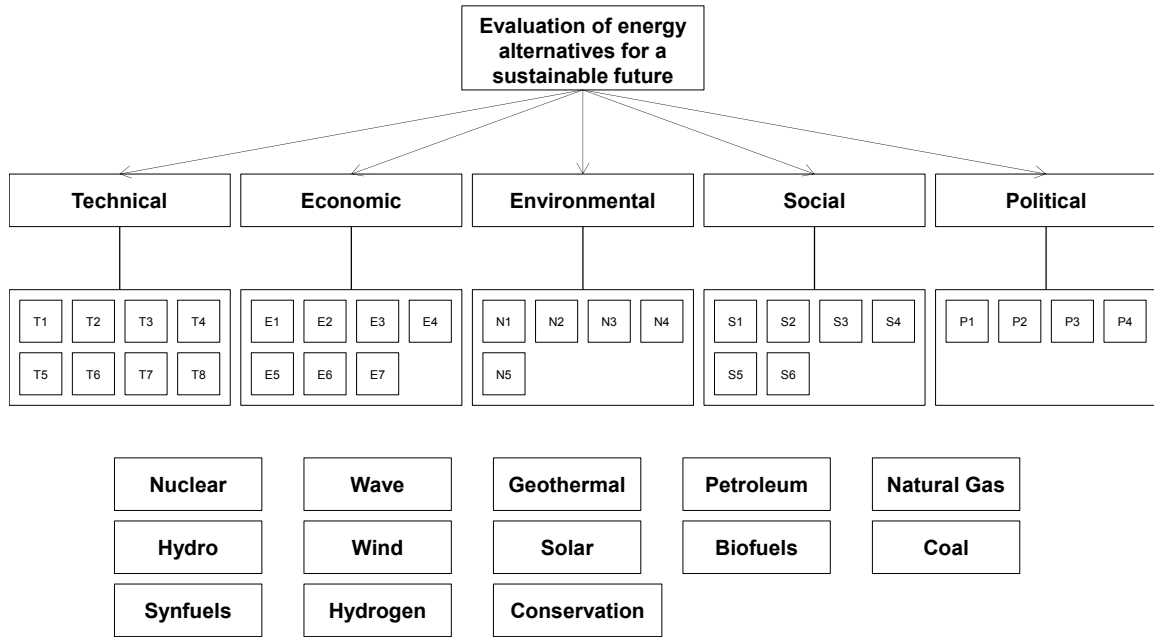 Evaluation of energy
alternatives for a
sustainable future
Technical Economic Environmental Social Political
T1 T2 T3 T4 E1 E2 E3 E4 N1 N2 N3 N4 S1 S2 S3 S4 P1 P2 P3 P4
T5 T6 T7 T8 E5 E6 E7 N5 S5 S6
Nuclear Wave Geothermal Petroleum Natural Gas
Hydro Wind Solar Biofuels Coal
Synfuels Hydrogen Conservation